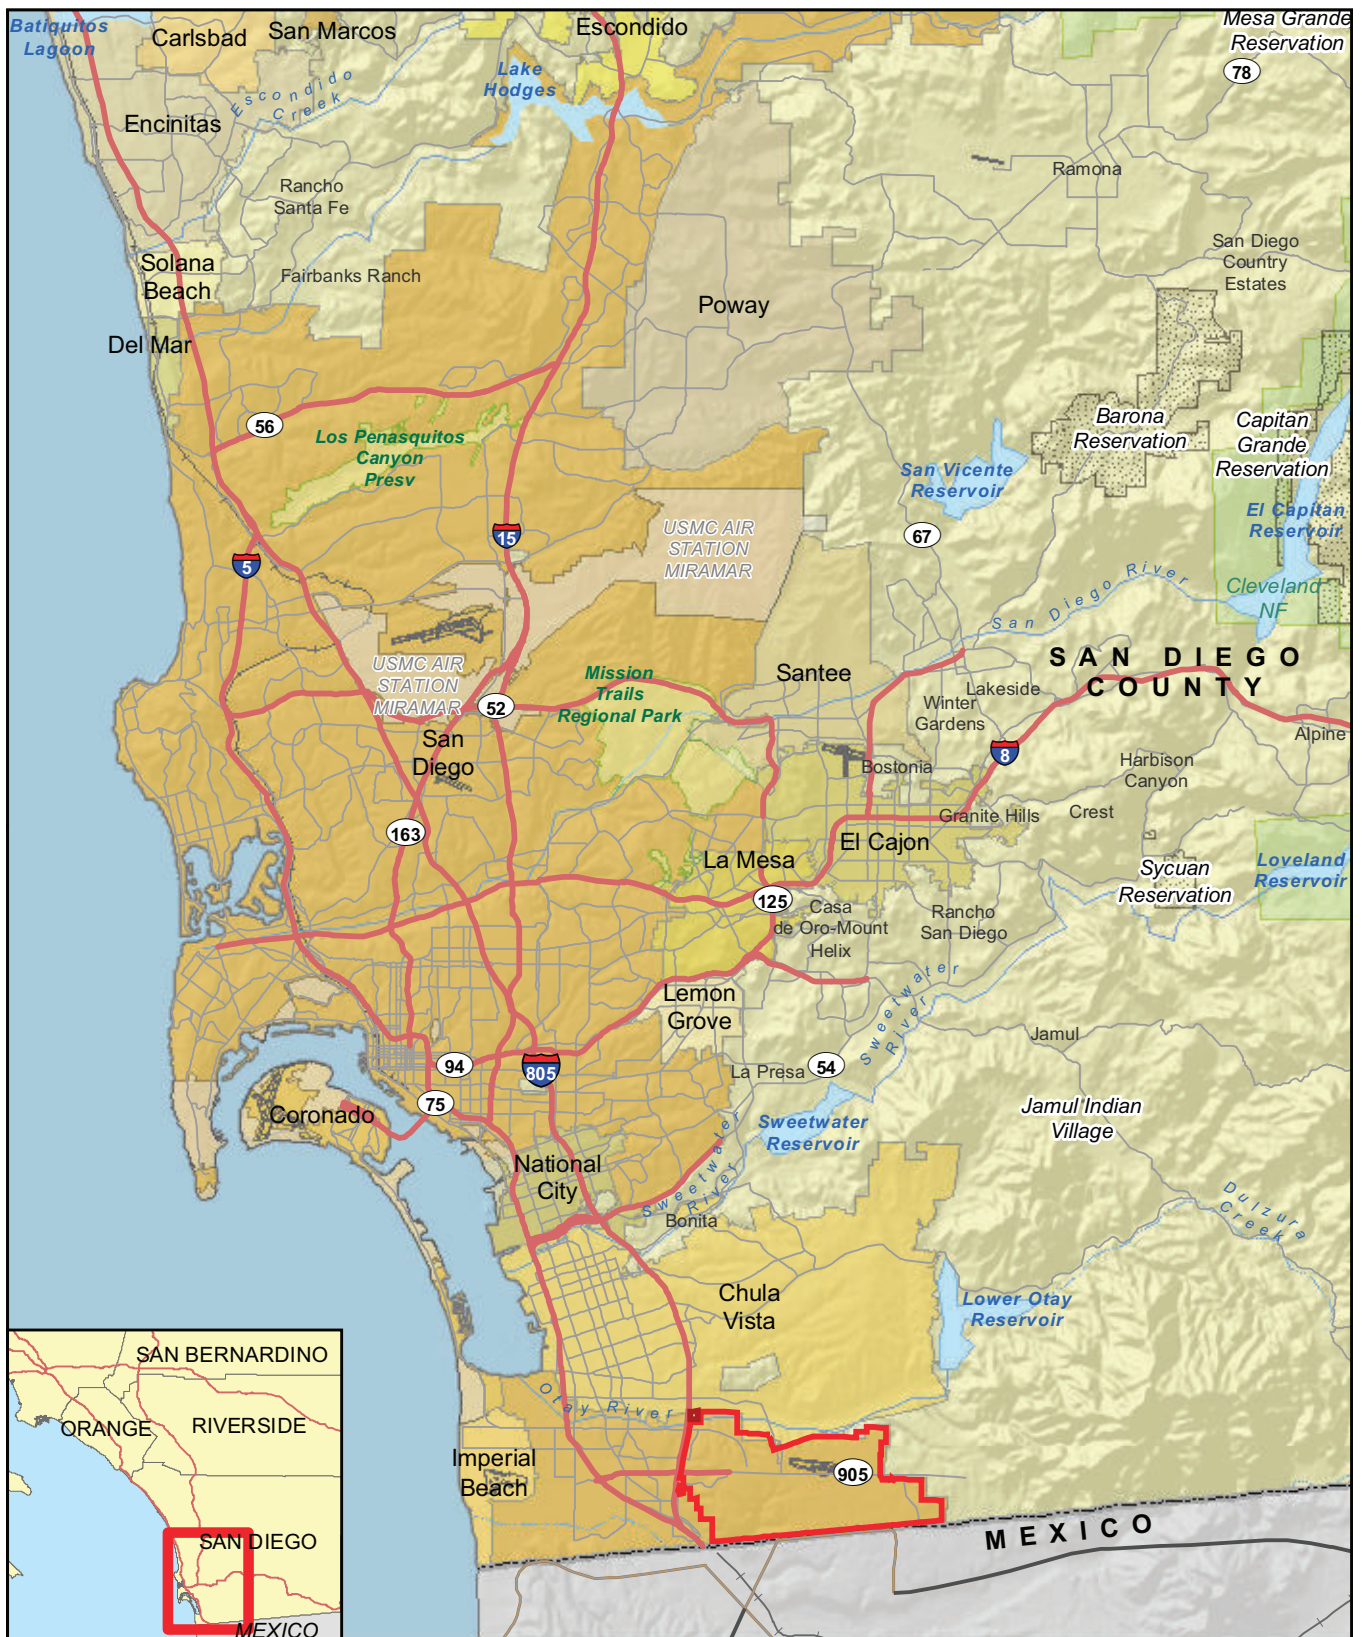 Batiquitos
Lagoon
Carlsbad
San Marcos
Escondido
Mesa Grande
Reservation
78
Lake
Hodges
Escondido
Creek
Encinitas
Ramona
Rancho
Santa Fe
San Diego
Country
Estates
Solana
Beach
Fairbanks Ranch
Poway
Del Mar
56
Los Penasquitos
Canyon
Presv
Barona
Reservation
Capitan
Grande
Reservation
San Vicente
Reservoir
El Capitan
Reservoir
15
USMC AIR
STATION
MIRAMAR
67
5
San Diego River
Cleveland
NF
USMC AIR
STATION
MIRAMAR
Mission
Trails
Regional Park
Santee
SAN DIEGO
COUNTY
Lakeside
Winter
Gardens
52
San
Diego
8
Alpine
Bostonia
Harbison
Canyon
Granite Hills
Crest
163
El Cajon
La Mesa
Sycuan
Reservation
Loveland
Reservoir
125
Casa
de Oro-Mount
Helix
Rancho
San Diego
Sweetwater
River
Lemon
Grove
Jamul
94
805
La Presa
54
75
Coronado
Sweetwater
Reservoir
Jamul Indian
Village
National
City
Sweetwater
River
Bonita
Dulzura
Creek
Chula
Vista
Lower Otay
Reservoir
Otay River
Imperial
Beach
905
MEXICO
SAN BERNARDINO
ORANGE
RIVERSIDE
SAN DIEGO
MEXICO